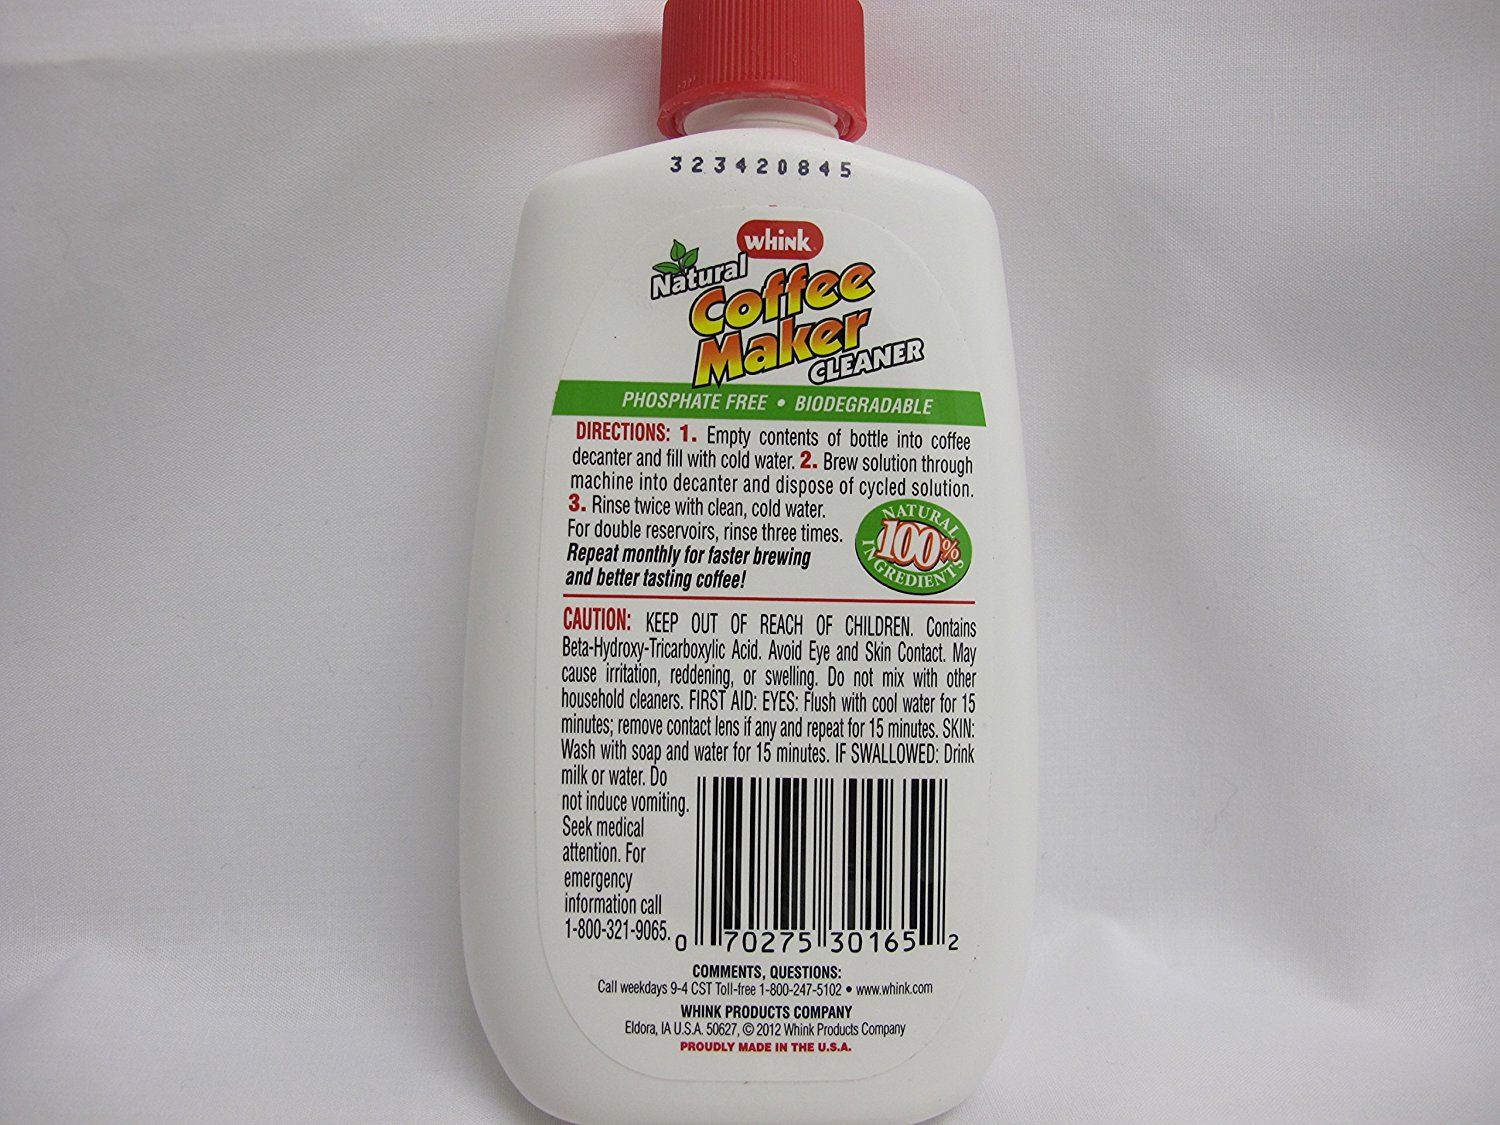 323420845
Whink
Natural
Coffee
Maker
CLEANER
PHOSPHATE FREE • BIODEGRADABLE
DIRECTIONS: 1. Empty contents of bottle into coffee
decanter and fill with cold water. 2. Brew solution through
machine into decanter and dispose of cycled solution.
3. Rinse twice with clean, cold water.
For double reservoirs, rinse three times.
Repeat monthly for faster brewing
and better tasting coffee!
NATURAL
100%
INGREDIENTS
CAUTION: KEEP OUT OF REACH OF CHILDREN. Contains
Beta-Hydroxy-Tricarboxylic Acid. Avoid Eye and Skin Contact. May
cause irritation, reddening, or swelling. Do not mix with other
household cleaners. FIRST AID: EYES: Flush with cool water for 15
minutes; remove contact lens if any and repeat for 15 minutes. SKIN:
Wash with soap and water for 15 minutes. IF SWALLOWED: Drink
milk or water. Do
not induce vomiting.
Seek medical
attention. For
emergency
information call
1-800-321-9065.
0 70275 30165 2
COMMENTS, QUESTIONS:
Call weekdays 9-4 CST Toll-free 1-800-247-5102 • www.whink.com
WHINK PRODUCTS COMPANY
Eldora, IA U.S.A. 50627, © 2012 Whink Products Company
PROUDLY MADE IN THE U.S.A.